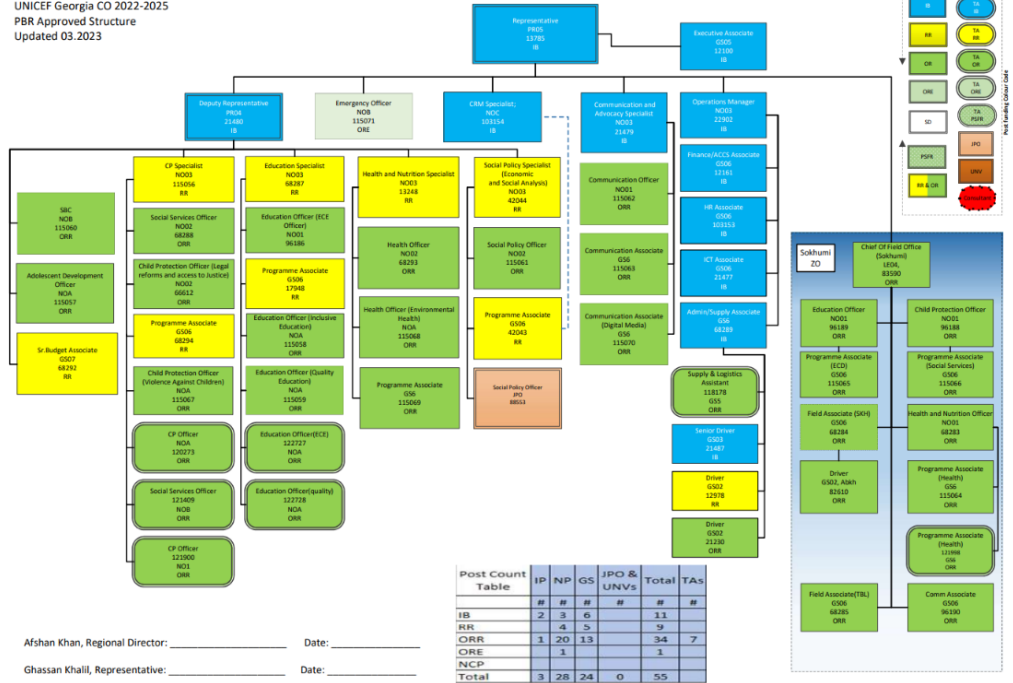 UNICEF Georgia CO 2022-2025
PBR Approved Structure
Updated 03.2023
Representative
PR05
13785
IB
Executive Associate
GS05
12100
IB
Deputy Representative
PR04
21480
IB
Emergency Officer
NOB
115071
ORE
CRM Specialist;
NOC
103154
IB
Communication and
Advocacy Specialist
NO03
21479
IB
Operations Manager
NO03
22902
IB
SBC
NOB
115060
ORR
Adolescent Development
Officer
NOA
115057
ORR
Sr.Budget Associate
GS07
68292
RR
CP Specialist
NO03
115056
RR
Social Services Officer
NO02
68288
ORR
Child Protection Officer (Legal
reforms and access to Justice)
NO02
66612
ORR
Programme Associate
GS06
68294
RR
Child Protection Officer
(Violence Against Children)
NOA
115067
ORR
CP Officer
NOA
120273
ORR
Social Services Officer
121409
NOB
ORR
CP Officer
121900
NO1
ORR
Education Specialist
NO03
68287
RR
Education Officer (ECE
Officer)
NO01
96186
ORR
Programme Associate
GS06
17948
RR
Education Officer (Inclusive
Education)
NOA
115058
ORR
Education Officer (Quality
Education)
NOA
115059
ORR
Education Officer(ECE)
122727
NOA
ORR
Education Officer(quality)
122728
NOA
ORR
Health and Nutrition Specialist
NO03
13248
RR
Health Officer
NO02
68293
ORR
Health Officer (Environmental
Health)
NOA
115068
ORR
Programme Associate
GS6
115069
ORR
Social Policy Specialist
(Economic
and Social Analysis)
NO03
42044
RR
Social Policy Officer
NO02
115061
ORR
Programme Associate
GS06
42043
RR
Social Policy Officer
JPO
88553
Communication Officer
NO01
115062
ORR
Communication Associate
GS6
115063
ORR
Communication Associate
(Digital Media)
GS6
115070
ORR
Finance/ACCS Associate
GS06
12161
IB
HR Associate
GS06
103153
IB
ICT Associate
GS06
21477
IB
Admin/Supply Associate
GS6
68289
IB
Supply & Logistics
Assistant
118178
GS5
ORR
Senior Driver
GS03
21487
IB
Driver
GS02
12978
RR
Driver
GS02
21230
ORR
Sokhumi
ZO
Chief Of Field Office
(Sokhumi)
LE04,
83590
ORR
Education Officer
NO01
96189
ORR
Programme Associate
(ECD)
GS06
115065
ORR
Field Associate (SKH)
GS06
68284
ORR
Driver
GS02, Abkh
82610
ORR
Field Associate(TBL)
GS06
68285
ORR
Child Protection Officer
NO01
96188
ORR
Programme Associate
(Social Services)
GS06
115066
ORR
Health and Nutrition Officer
NO01
68283
ORR
Programme Associate
(Health)
GS6
115064
ORR
Programme Associate
(Health)
GS6
ORR
Comm Associate
GS06
96190
ORR
IB
TA
IB
RR
TA
RR
OR
TA
OR
ORE
TA
ORE
SD
TA
PSFR
PSFR
JPO
UNV
RR & OR
Consultant
Post Funding Colour Code
Post Count Table IP NP GS JPO & UNVs Total TAs
# # # # # #
IB 2 3 6 11
RR 4 5 9
ORR 1 20 13 34 7
ORE 1 1
NCP
Total 3 28 24 0 55
Afshan Khan, Regional Director: ____________________ Date: ________________
Ghassan Khalil, Representative: ____________________ Date: ________________